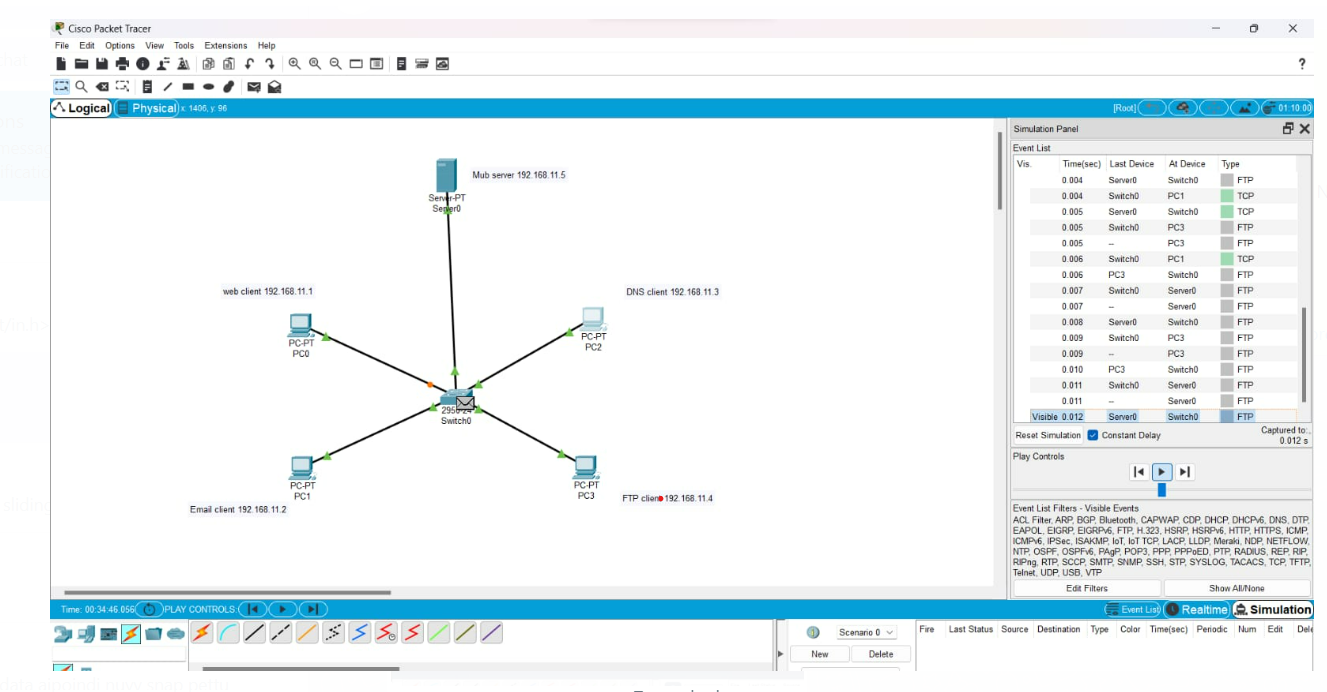 Cisco Packet Tracer
File Edit Options View Tools Extensions Help
?
Logical Physical x: 1406, y: 96 [Root] 01:10:00
Simulation Panel
Event List
Vis. Time(sec) Last Device At Device Type
0.004 Server0 Switch0 FTP
0.004 Switch0 PC1 TCP
0.005 Server0 Switch0 TCP
0.005 Switch0 PC3 FTP
0.005 -- PC3 FTP
0.006 Switch0 PC1 TCP
0.006 PC3 Switch0 FTP
0.007 Switch0 Server0 FTP
0.007 -- Server0 FTP
0.008 Server0 Switch0 FTP
0.009 Switch0 PC3 FTP
0.009 -- PC3 FTP
0.010 PC3 Switch0 FTP
0.011 Switch0 Server0 FTP
0.011 -- Server0 FTP
Visible 0.012 Server0 Switch0 FTP
Reset Simulation Constant Delay Captured to:
0.012 s
Play Controls
Event List Filters - Visible Events
ACL Filter, ARP, BGP, Bluetooth, CAPWAP, CDP, DHCP, DHCPv6, DNS, DTP,
EAPOL, EIGRP, EIGRPv6, FTP, H.323, HSRP, HSRPv6, HTTP, HTTPS, ICMP,
ICMPv6, IPSec, ISAKMP, IoT, IoT TCP, LACP, LLDP, Meraki, NDP, NETFLOW,
NTP, OSPF, OSPFv6, PAgP, POP3, PPP, PPPoED, PTP, RADIUS, REP, RIP,
RIPng, RTP, SCCP, SMTP, SNMP, SSH, STP, SYSLOG, TACACS, TCP, TFTP,
Telnet, UDP, USB, VTP
Edit Filters Show All/None
Mub server 192.168.11.5
Server-PT
Server0
web client 192.168.11.1
PC-PT
PC0
DNS client 192.168.11.3
PC-PT
PC2
Switch0
PC-PT
PC1
Email client 192.168.11.2
PC-PT
PC3
FTP client 192.168.11.4
Time: 00:34:46.056 PLAY CONTROLS: Event List Realtime Simulation
Scenario 0
New Delete
Fire Last Status Source Destination Type Color Time(sec) Periodic Num Edit